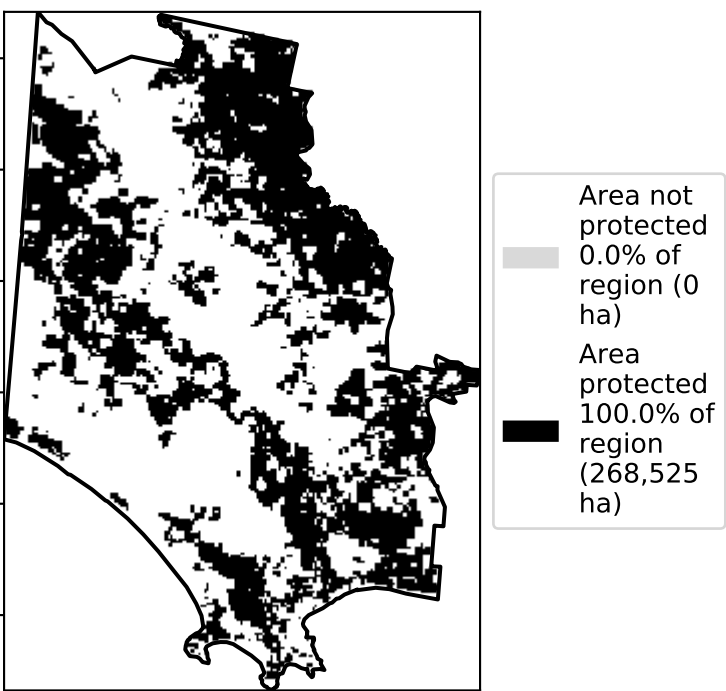 Area not
protected
0.0% of
region (0
ha)
Area
protected
100.0% of
region
(268,525
ha)